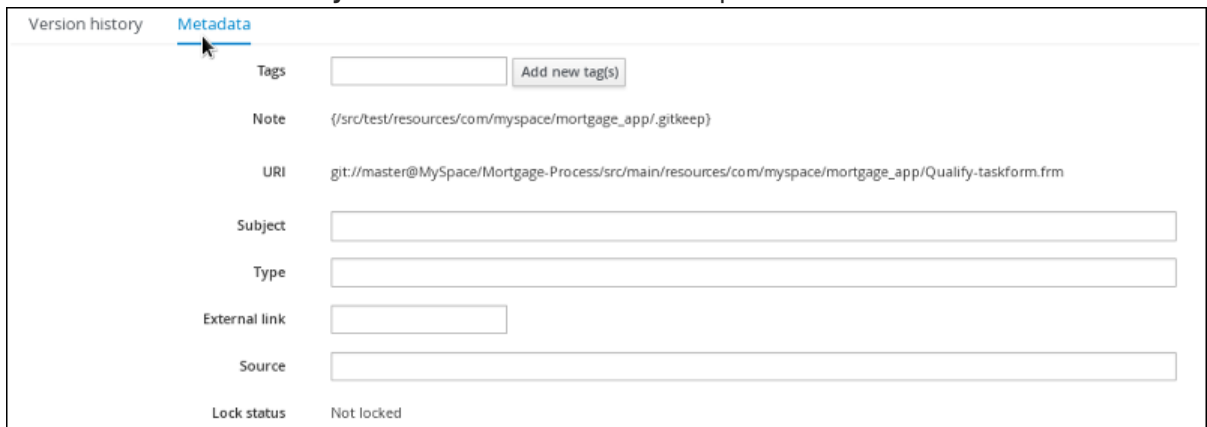 Version history Metadata
Tags Add new tag(s)
Note {/src/test/resources/com/myspace/mortgage_app/.gitkeep}
URI git://master@MySpace/Mortgage-Process/src/main/resources/com/myspace/mortgage_app/Qualify-taskform.frm
Subject
Type
External link
Source
Lock status Not locked